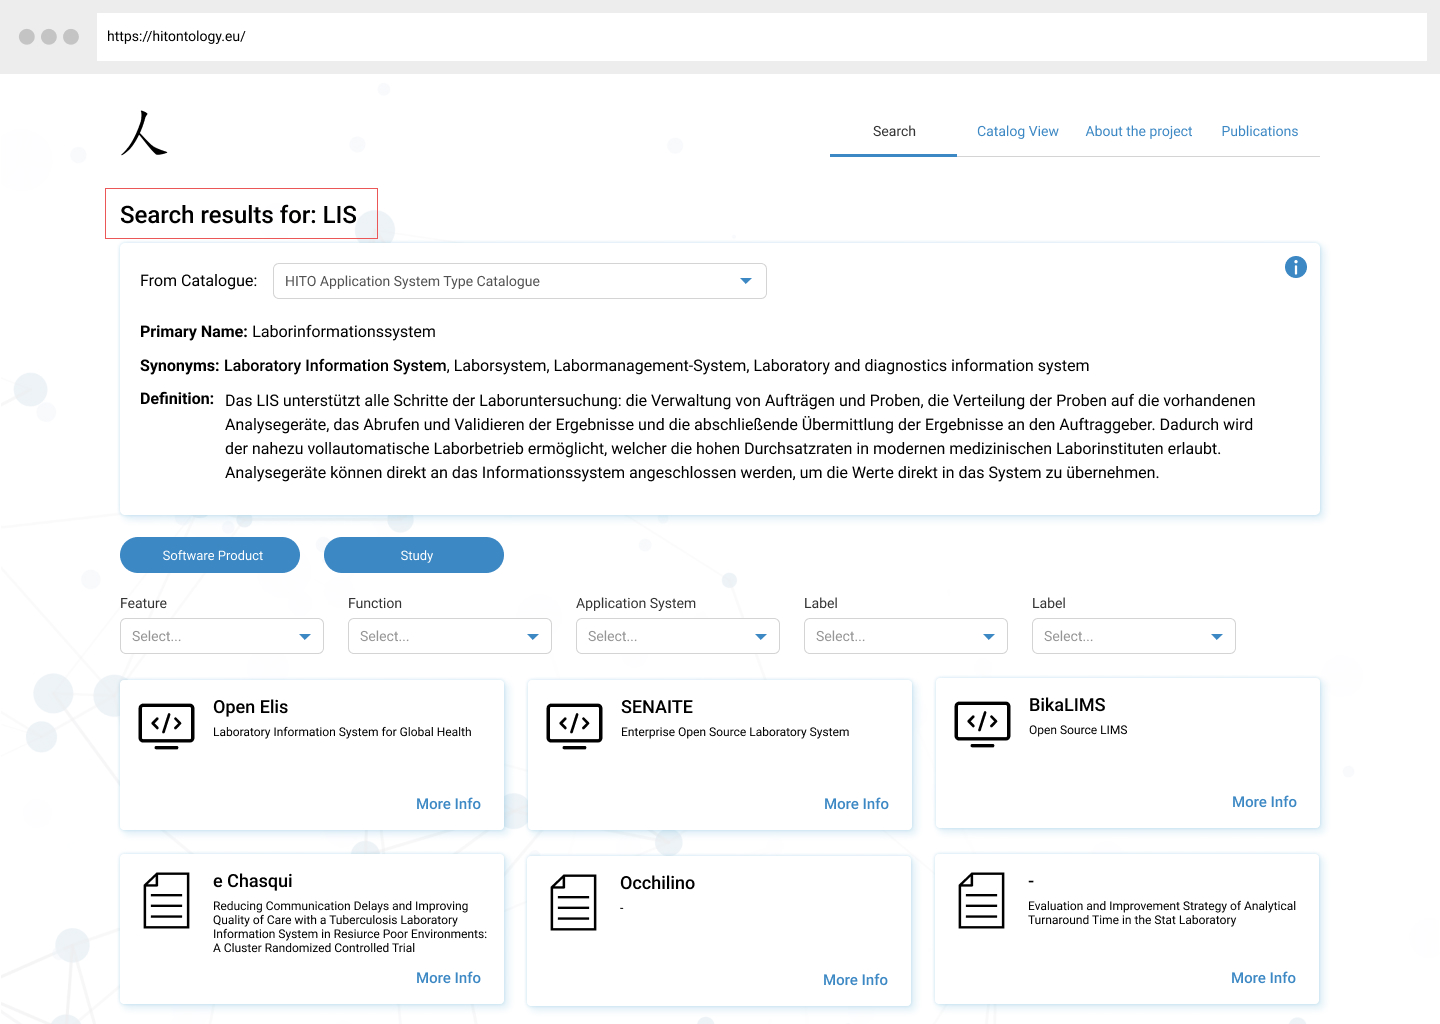 https://hitontology.eu/
人
Search
Catalog View
About the project
Publications
Search results for: LIS
From Catalogue:
HITO Application System Type Catalogue
Primary Name: Laborinformationssystem
Synonyms: Laboratory Information System, Laborsystem, Labormanagement-System, Laboratory and diagnostics information system
Definition: Das LIS unterstützt alle Schritte der Laboruntersuchung: die Verwaltung von Aufträgen und Proben, die Verteilung der Proben auf die vorhandenen
Analysegeräte, das Abrufen und Validieren der Ergebnisse und die abschließende Übermittlung der Ergebnisse an den Auftraggeber. Dadurch wird
der nahezu vollautomatische Laborbetrieb ermöglicht, welcher die hohen Durchsatzraten in modernen medizinischen Laborinstituten erlaubt.
Analysegeräte können direkt an das Informationssystem angeschlossen werden, um die Werte direkt in das System zu übernehmen.
Software Product
Study
Feature
Function
Application System
Label
Label
Select...
Select...
Select...
Select...
Select...
Open Elis
Laboratory Information System for Global Health
More Info
SENAITE
Enterprise Open Source Laboratory System
More Info
BikaLIMS
Open Source LIMS
More Info
e Chasqui
Reducing Communication Delays and Improving
Quality of Care with a Tuberculosis Laboratory
Information System in Resiurce Poor Environments:
A Cluster Randomized Controlled Trial
More Info
Occhilino
-
More Info
-
Evaluation and Improvement Strategy of Analytical
Turnaround Time in the Stat Laboratory
More Info